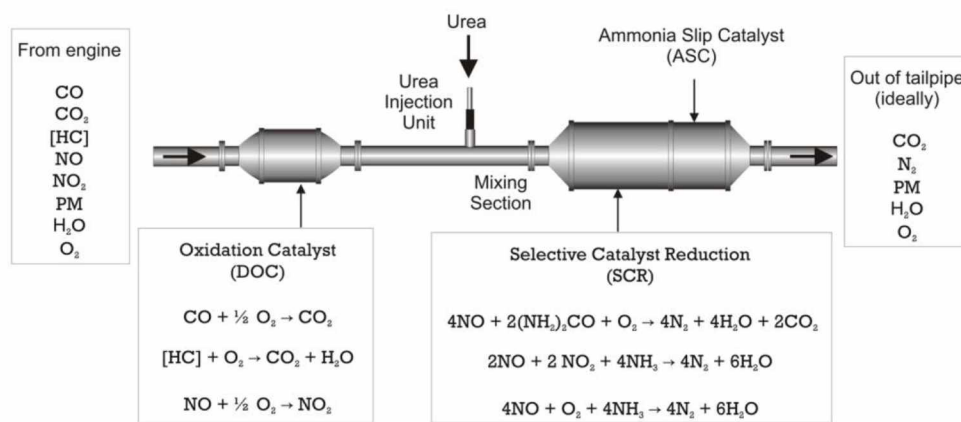 From engine
CO
CO₂
[HC]
NO
NO₂
PM
H₂O
O₂
Urea
Urea
Injection
Unit
Mixing
Section
Ammonia Slip Catalyst
(ASC)
Out of tailpipe
(ideally)
CO₂
N₂
PM
H₂O
O₂
Oxidation Catalyst
(DOC)
CO + ½ O₂ → CO₂
[HC] + O₂ → CO₂ + H₂O
NO + ½ O₂ → NO₂
Selective Catalyst Reduction
(SCR)
4NO + 2(NH₂)₂CO + O₂ → 4N₂ + 4H₂O + 2CO₂
2NO + 2 NO₂ + 4NH₃ → 4N₂ + 6H₂O
4NO + O₂ + 4NH₃ → 4N₂ + 6H₂O